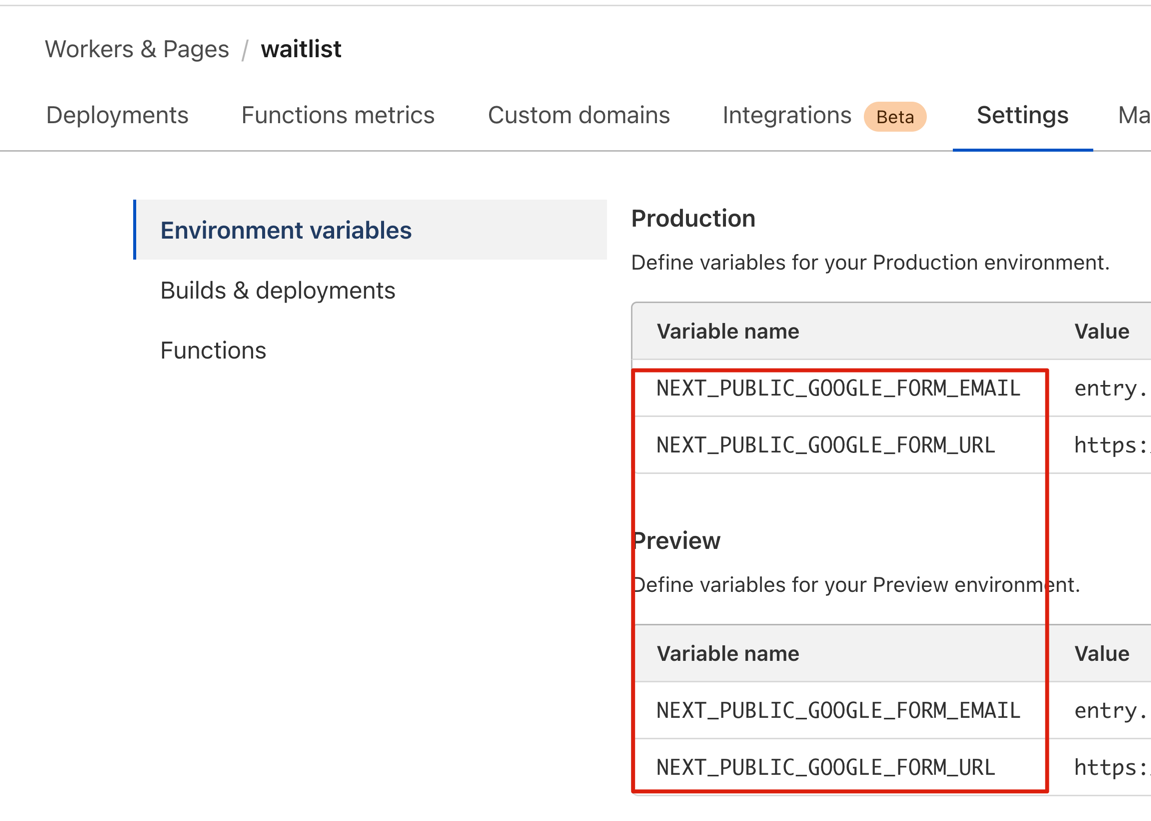 Workers & Pages / waitlist
Deployments Functions metrics Custom domains Integrations Beta Settings Ma
Environment variables
Builds & deployments
Functions
Production
Define variables for your Production environment.
Variable name Value
NEXT_PUBLIC_GOOGLE_FORM_EMAIL entry.
NEXT_PUBLIC_GOOGLE_FORM_URL https:/
Preview
Define variables for your Preview environment.
Variable name Value
NEXT_PUBLIC_GOOGLE_FORM_EMAIL entry.
NEXT_PUBLIC_GOOGLE_FORM_URL https:/